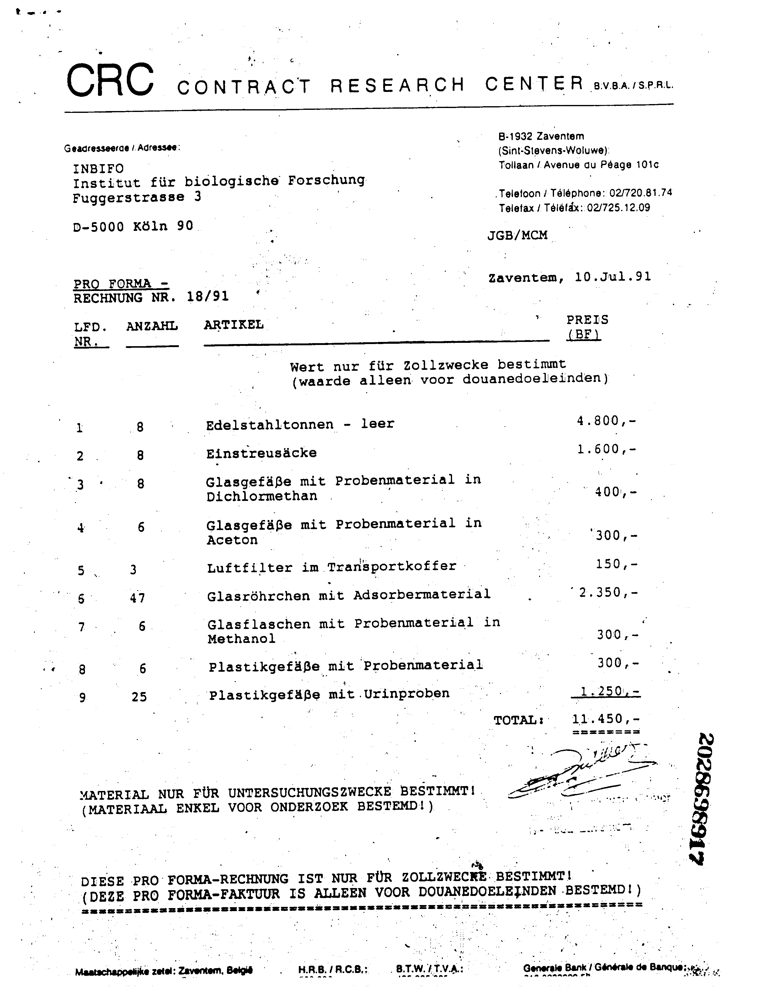 CRC CONTRACT RESEARCH CENTER B.V.B.A. / S.P.R.L.
Geadresseerde / Adressee:
INBIFO
Institut für biologische Forschung
Fuggerstrasse 3
D-5000 Köln 90
B-1932 Zaventem
(Sint-Stevens-Woluwe)
Tollaan / Avenue du Péage 101c
Telefoon / Téléphone: 02/720.81.74
Telefax / Téléfax: 02/725.12.09
JGB/MCM
Zaventem, 10.Jul.91
PRO FORMA -
RECHNUNG NR. 18/91
LFD. NR. ANZAHL ARTIKEL PREIS (BF)
Wert nur für Zollzwecke bestimmt
(waarde alleen voor douanedoeleinden)
1 8 Edelstahltonnen - leer 4.800,-
2 8 Einstreusäcke 1.600,-
3 8 Glasgefäße mit Probenmaterial in
Dichlormethan 400,-
4 6 Glasgefäße mit Probenmaterial in
Aceton 300,-
5 3 Luftfilter im Transportkoffer 150,-
6 47 Glasröhrchen mit Adsorbermaterial 2.350,-
7 6 Glasflaschen mit Probenmaterial in
Methanol 300,-
8 6 Plastikgefäße mit Probenmaterial 300,-
9 25 Plastikgefäße mit Urinproben 1.250,-
TOTAL: 11.450,-
========
MATERIAL NUR FÜR UNTERSUCHUNGSZWECKE BESTIMMT!
(MATERIAAL ENKEL VOOR ONDERZOEK BESTEMD!)
2028698917
DIESE PRO FORMA-RECHNUNG IST NUR FÜR ZOLLZWECKE BESTIMMT!
(DEZE PRO FORMA-FAKTUUR IS ALLEEN VOOR DOUANEDOELEINDEN BESTEMD!)
Maatschappelijke zetel: Zaventem, België H.R.B. / R.C.B.: B.T.W. / T.V.A.: Generale Bank / Générale de Banque: